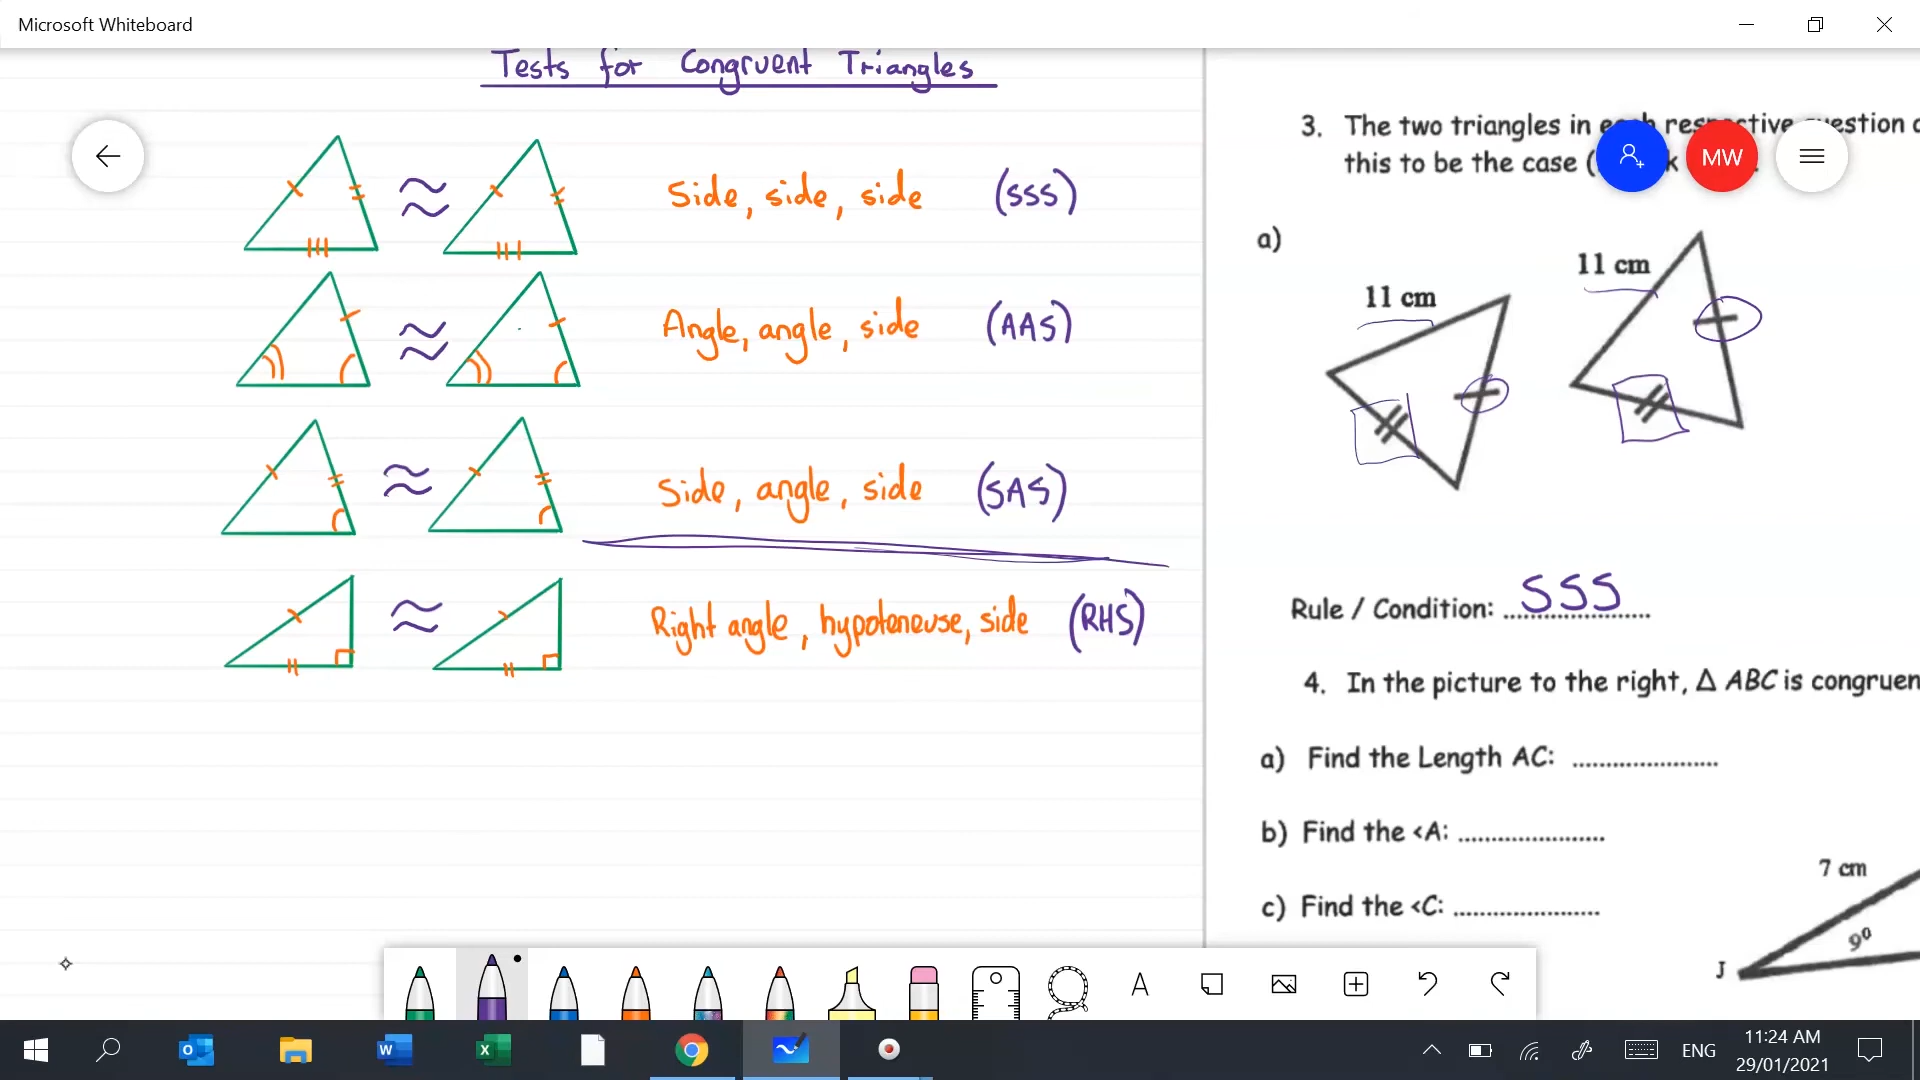 Microsoft Whiteboard
Tests for Congruent Triangles
Side, side, side (SSS)
Angle, angle, side (AAS)
Side, angle, side (SAS)
Right angle, hypoteneuse, side (RHS)
MW
3. The two triangles in respective question
this to be the case (
a)
11 cm
11 cm
Rule / Condition: SSS
4. In the picture to the right, Δ ABC is congruen
a) Find the Length AC: ......................
b) Find the <A: ......................
c) Find the <C: ......................
7 cm
9⁰
J
A
ENG
11:24 AM
29/01/2021